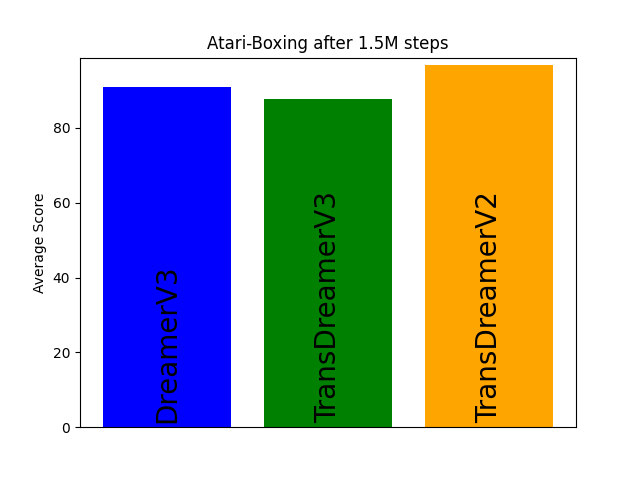 Atari-Boxing after 1.5M steps
Average Score
80
60
40
20
0
DreamerV3
TransDreamerV3
TransDreamerV2